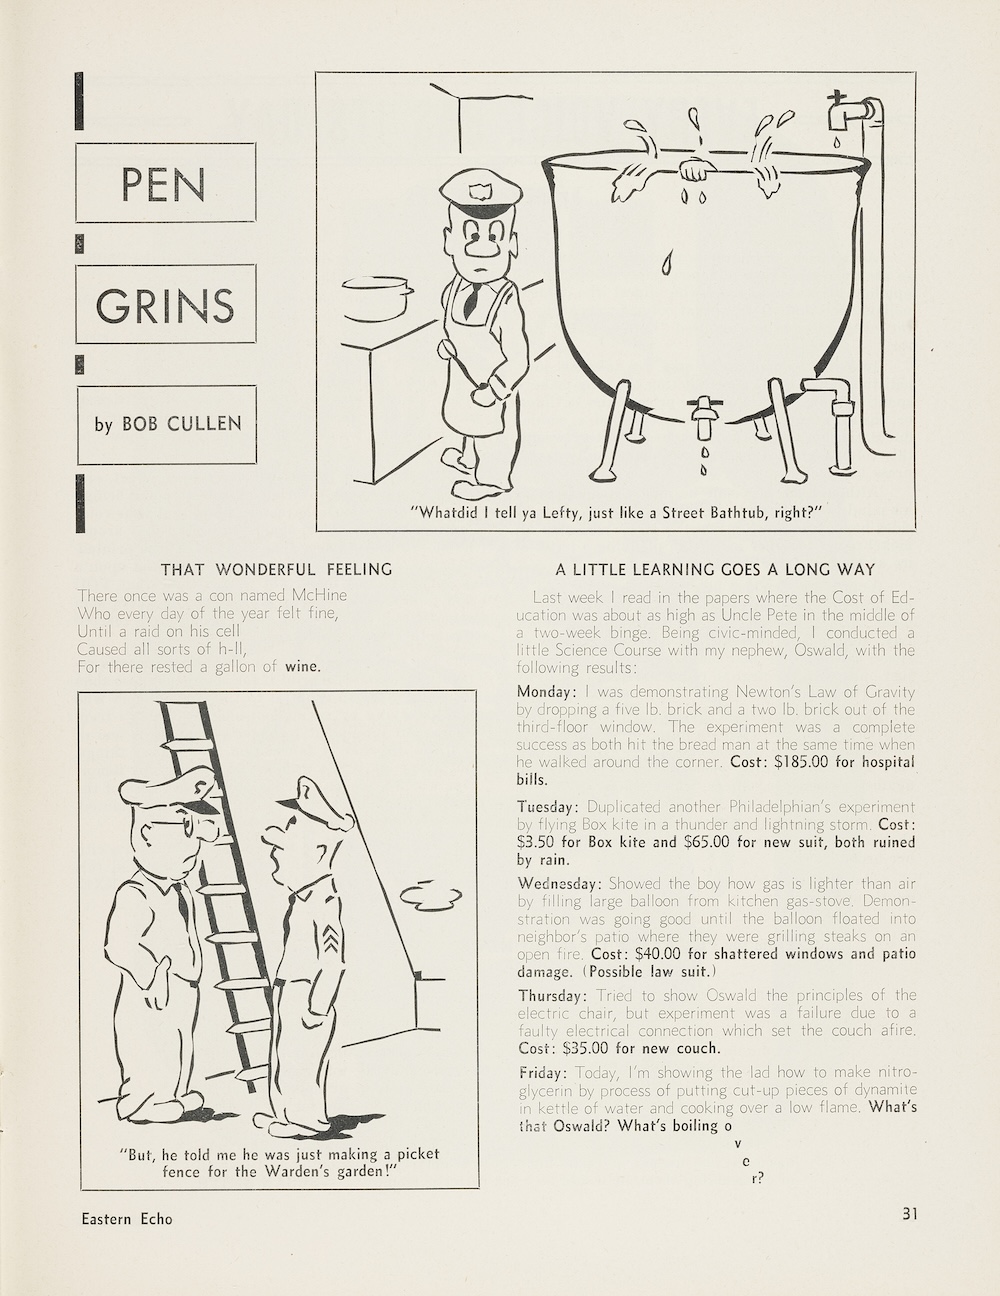 PEN
GRINS
by BOB CULLEN
"Whatdid I tell ya Lefty, just like a Street Bathtub, right?"
THAT WONDERFUL FEELING
There once was a con named McHine
Who every day of the year felt fine,
Until a raid on his cell
Caused all sorts of h-ll,
For there rested a gallon of wine.
"But, he told me he was just making a picket
fence for the Warden's garden!"
A LITTLE LEARNING GOES A LONG WAY
Last week I read in the papers where the Cost of Ed-
ucation was about as high as Uncle Pete in the middle of
a two-week binge. Being civic-minded, I conducted a
little Science Course with my nephew, Oswald, with the
following results:
Monday: I was demonstrating Newton's Law of Gravity
by dropping a five lb. brick and a two lb. brick out of the
third-floor window. The experiment was a complete
success as both hit the bread man at the same time when
he walked around the corner. Cost: $185.00 for hospital
bills.
Tuesday: Duplicated another Philadelphian's experiment
by flying Box kite in a thunder and lightning storm. Cost:
$3.50 for Box kite and $65.00 for new suit, both ruined
by rain.
Wednesday: Showed the boy how gas is lighter than air
by filling large balloon from kitchen gas-stove. Demon-
stration was going good until the balloon floated into
neighbor's patio where they were grilling steaks on an
open fire. Cost: $40.00 for shattered windows and patio
damage. (Possible law suit.)
Thursday: Tried to show Oswald the principles of the
electric chair, but experiment was a failure due to a
faulty electrical connection which set the couch afire.
Cost: $35.00 for new couch.
Friday: Today, I'm showing the lad how to make nitro-
glycerin by process of putting cut-up pieces of dynamite
in kettle of water and cooking over a low flame. What's
that Oswald? What's boiling o
v
e
r?
Eastern Echo
31